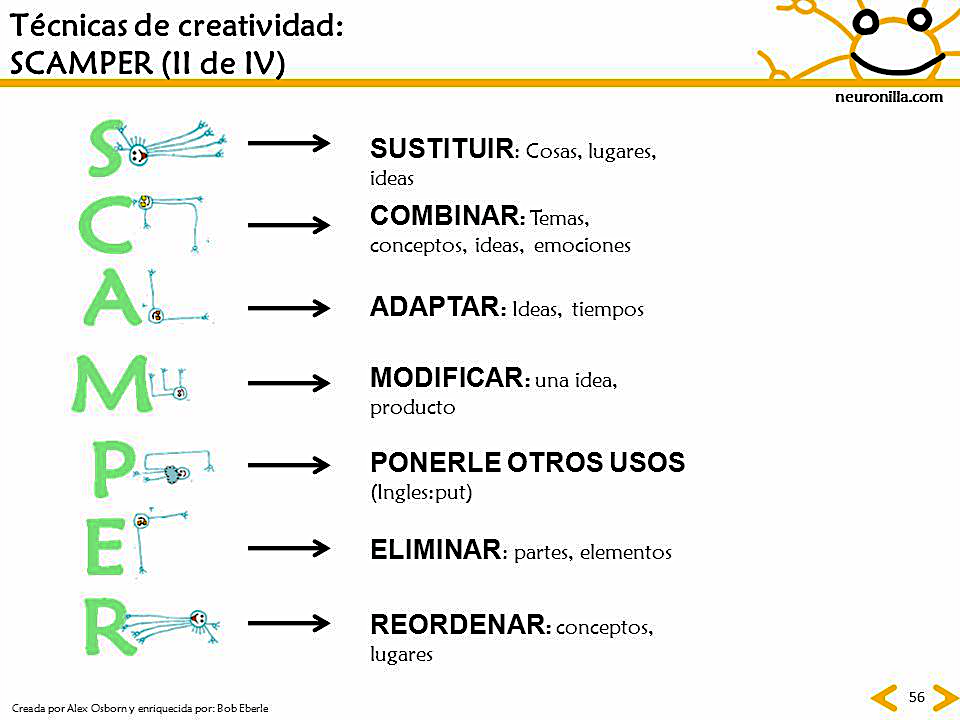 Técnicas de creatividad:
SCAMPER (II de IV)
neuronilla.com
S
SUSTITUIR: Cosas, lugares,
ideas
C
COMBINAR: Temas,
conceptos, ideas, emociones
A
ADAPTAR: Ideas, tiempos
M
MODIFICAR: una idea,
producto
P
PONERLE OTROS USOS
(Ingles:put)
E
ELIMINAR: partes, elementos
R
REORDENAR: conceptos,
lugares
Creada por Alex Osborn y enriquecida por: Bob Eberle
56